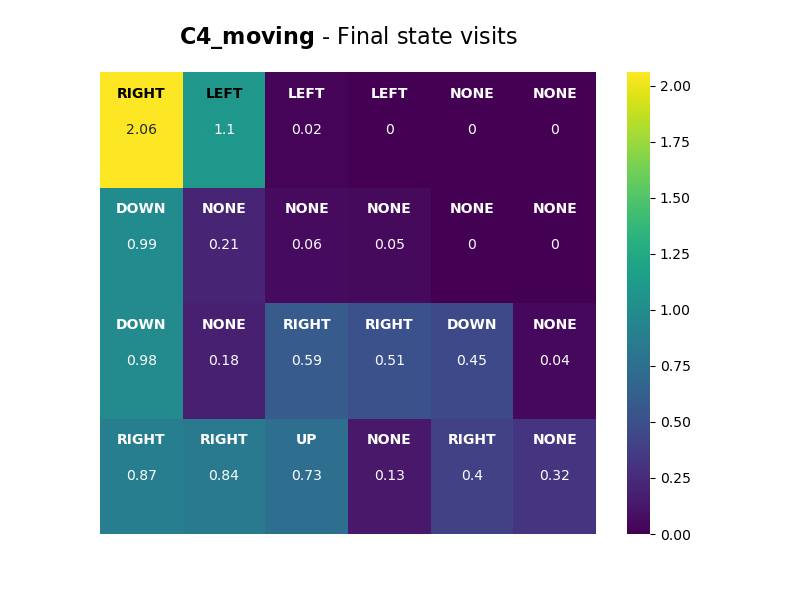 C4_moving - Final state visits
RIGHT LEFT LEFT LEFT NONE NONE
2.06 1.1 0.02 0 0 0
DOWN NONE NONE NONE NONE NONE
0.99 0.21 0.06 0.05 0 0
DOWN NONE RIGHT RIGHT DOWN NONE
0.98 0.18 0.59 0.51 0.45 0.04
RIGHT RIGHT UP NONE RIGHT NONE
0.87 0.84 0.73 0.13 0.4 0.32
2.00
1.75
1.50
1.25
1.00
0.75
0.50
0.25
0.00